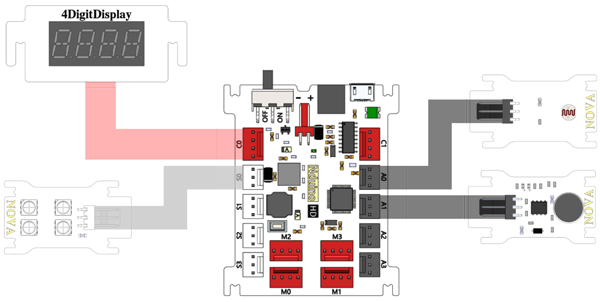 4DigitDisplay
- +
OFF ON
C0
C1
S0
A0
S1
A1
S2
A2
S3
A3
M2
M3
M0
M1
HD
NOVA
NOVA
NOVA